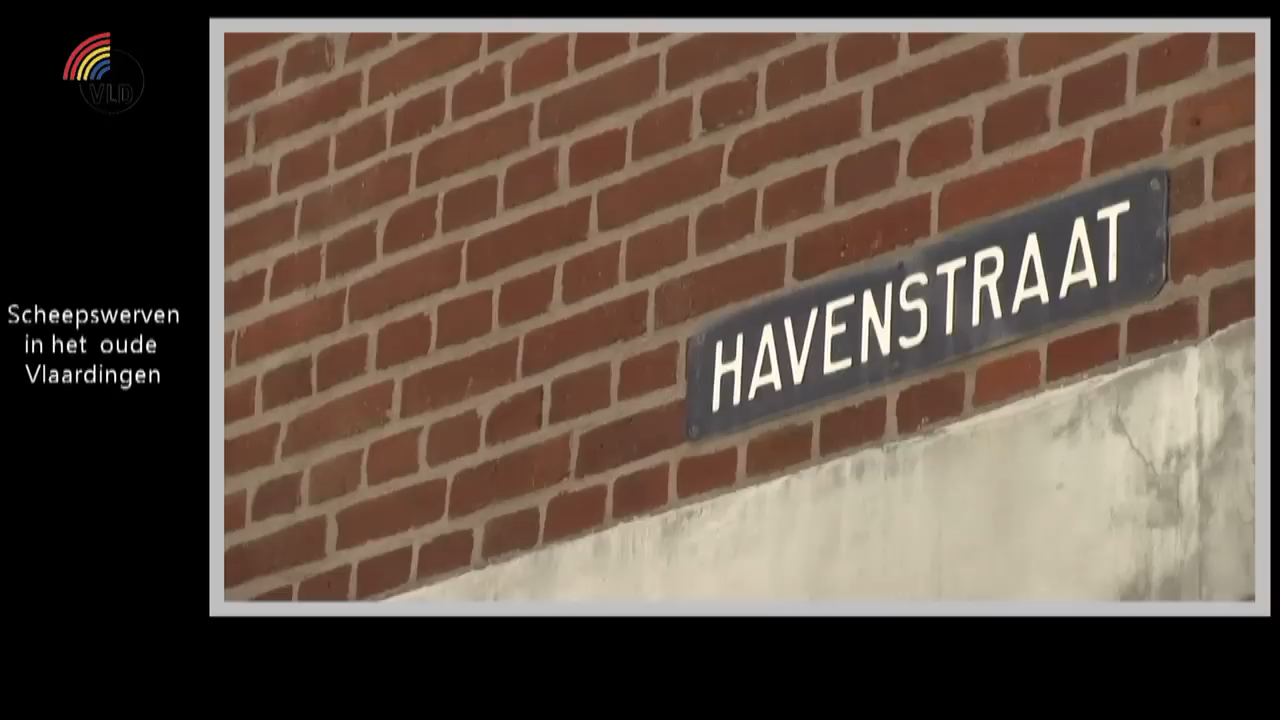 VLD
Scheepswerven
in het oude
Vlaardingen
HAVENSTRAAT